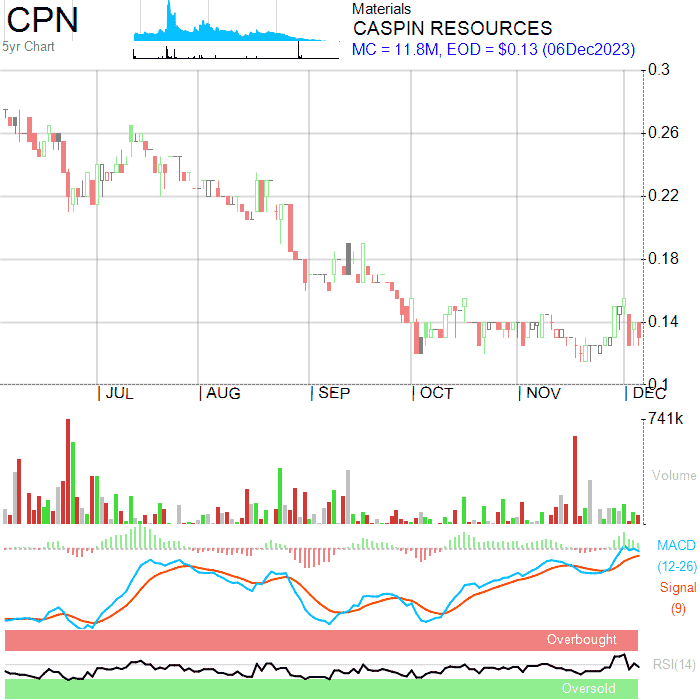 CPN
5yr Chart
Materials
CASPIN RESOURCES
MC = 11.8M, EOD = $0.13 (06Dec2023)
0.3
0.26
0.22
0.18
0.14
0.1
JUL AUG SEP OCT NOV DEC
741k
Volume
MACD
(12-26)
Signal
(9)
Overbought
RSI(14)
Oversold